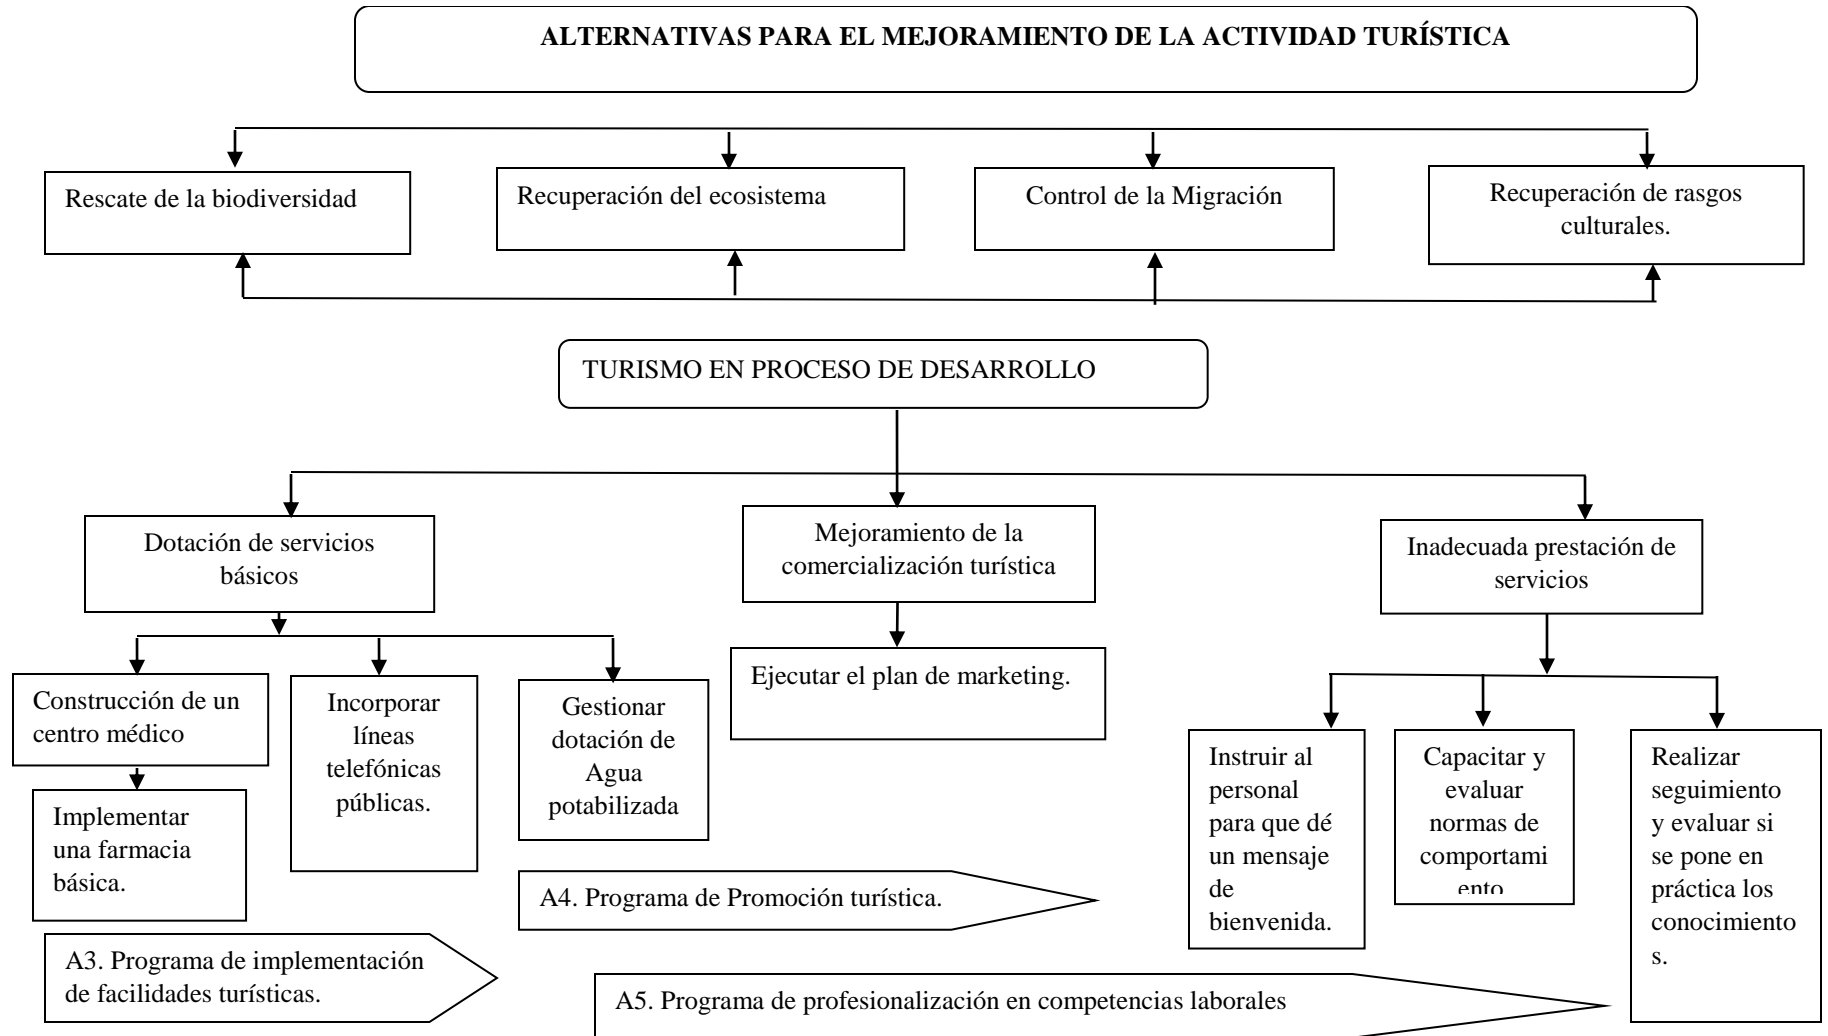 ALTERNATIVAS PARA EL MEJORAMIENTO DE LA ACTIVIDAD TURÍSTICA
Rescate de la biodiversidad
Recuperación del ecosistema
Control de la Migración
Recuperación de rasgos
culturales.
TURISMO EN PROCESO DE DESARROLLO
Dotación de servicios
básicos
Mejoramiento de la
comercialización turística
Inadecuada prestación de
servicios
Construcción de un
centro médico
Implementar
una farmacia
básica.
Incorporar
líneas
telefónicas
públicas.
Gestionar
dotación de
Agua
potabilizada
Ejecutar el plan de marketing.
Instruir al
personal
para que dé
un mensaje
de
bienvenida.
Capacitar y
evaluar
normas de
comportami
ento
Realizar
seguimiento
y evaluar si
se pone en
práctica los
conocimiento
s.
A4. Programa de Promoción turística.
A3. Programa de implementación
de facilidades turísticas.
A5. Programa de profesionalización en competencias laborales